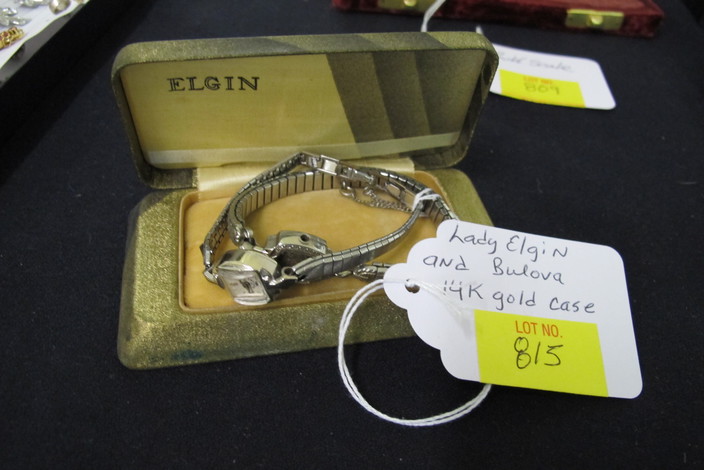 ELGIN
LOT NO.
809
Lady Elgin
and Bulova
14K gold case
LOT NO.
815